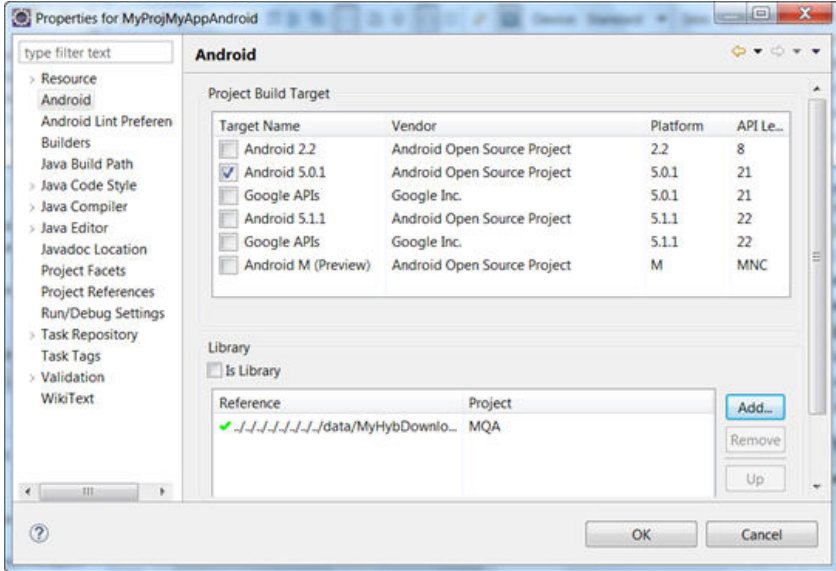 Properties for MyProjMyAppAndroid
type filter text
Resource
Android
Android Lint Preferen
Builders
Java Build Path
Java Code Style
Java Compiler
Java Editor
Javadoc Location
Project Facets
Project References
Run/Debug Settings
Task Repository
Task Tags
Validation
WikiText
Android
Project Build Target
Target Name Vendor Platform API Le...
Android 2.2 Android Open Source Project 2.2 8
Android 5.0.1 Android Open Source Project 5.0.1 21
Google APIs Google Inc. 5.0.1 21
Android 5.1.1 Android Open Source Project 5.1.1 22
Google APIs Google Inc. 5.1.1 22
Android M (Preview) Android Open Source Project M MNC
Library
Is Library
Reference Project
../../../../../../../../data/MyHybDownlo... MQA
Add...
Remove
Up
OK Cancel